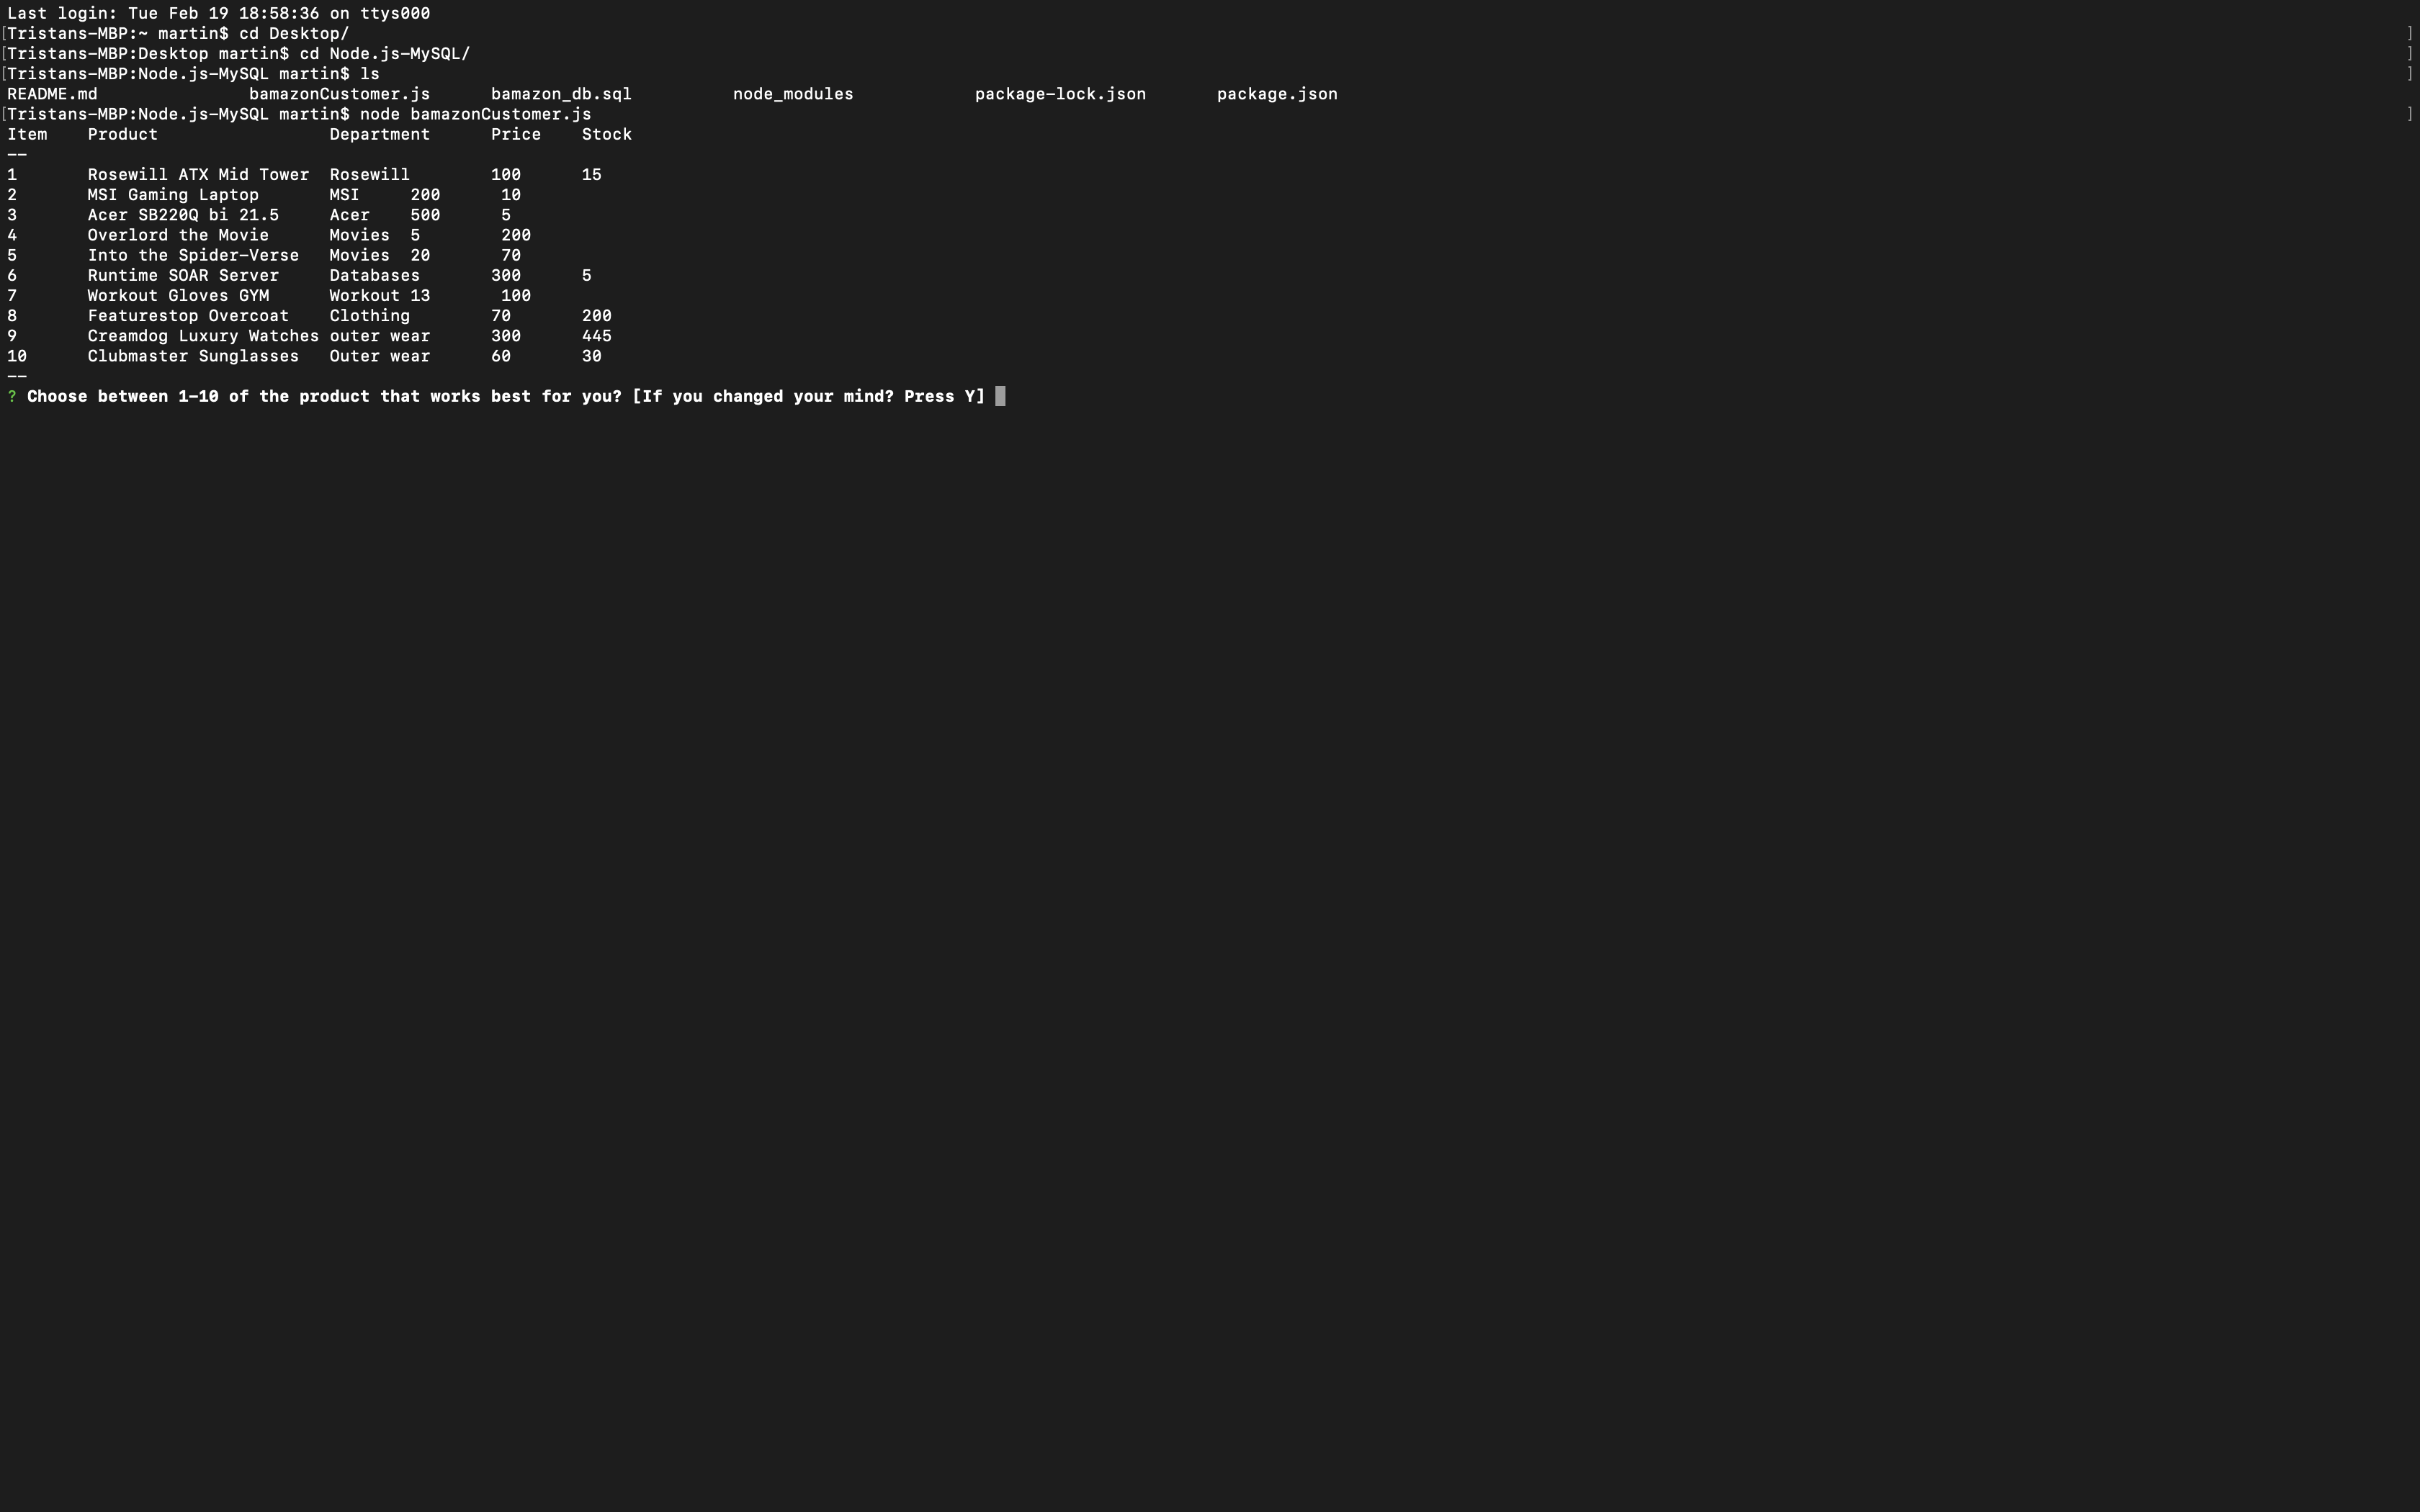 Last login: Tue Feb 19 18:58:36 on ttys000
[Tristans-MBP:~ martin$ cd Desktop/ ]
[Tristans-MBP:Desktop martin$ cd Node.js-MySQL/ ]
[Tristans-MBP:Node.js-MySQL martin$ ls ]
README.md               bamazonCustomer.js      bamazon_db.sql          node_modules            package-lock.json       package.json
[Tristans-MBP:Node.js-MySQL martin$ node bamazonCustomer.js ]
Item    Product                 Department      Price    Stock
--
1       Rosewill ATX Mid Tower  Rosewill        100      15
2       MSI Gaming Laptop       MSI     200      10
3       Acer SB220Q bi 21.5     Acer    500      5
4       Overlord the Movie      Movies  5        200
5       Into the Spider-Verse   Movies  20       70
6       Runtime SOAR Server     Databases       300      5
7       Workout Gloves GYM      Workout 13       100
8       Featurestop Overcoat    Clothing        70       200
9       Creamdog Luxury Watches outer wear      300      445
10      Clubmaster Sunglasses   Outer wear      60       30
--
? Choose between 1-10 of the product that works best for you? [If you changed your mind? Press Y]